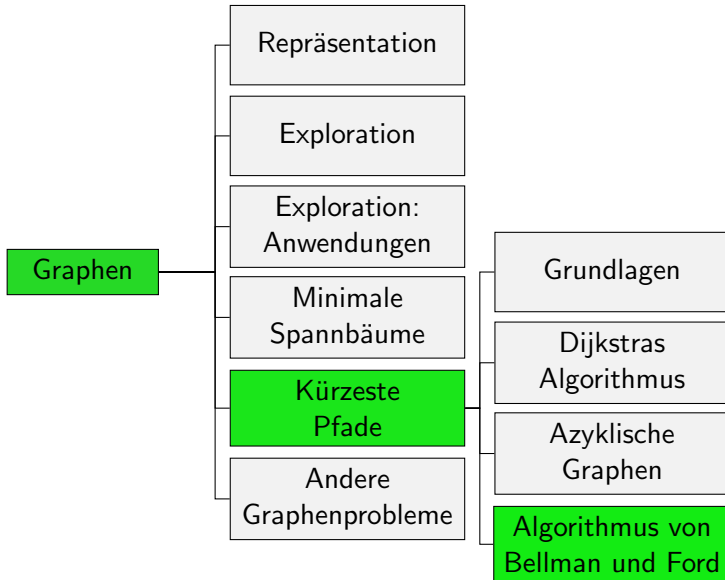 Repräsentation
Exploration
Exploration:
Anwendungen
Graphen
Minimale
Spannbäume
Kürzeste
Pfade
Andere
Graphenprobleme
Grundlagen
Dijkstras
Algorithmus
Azyklische
Graphen
Algorithmus von
Bellman und Ford